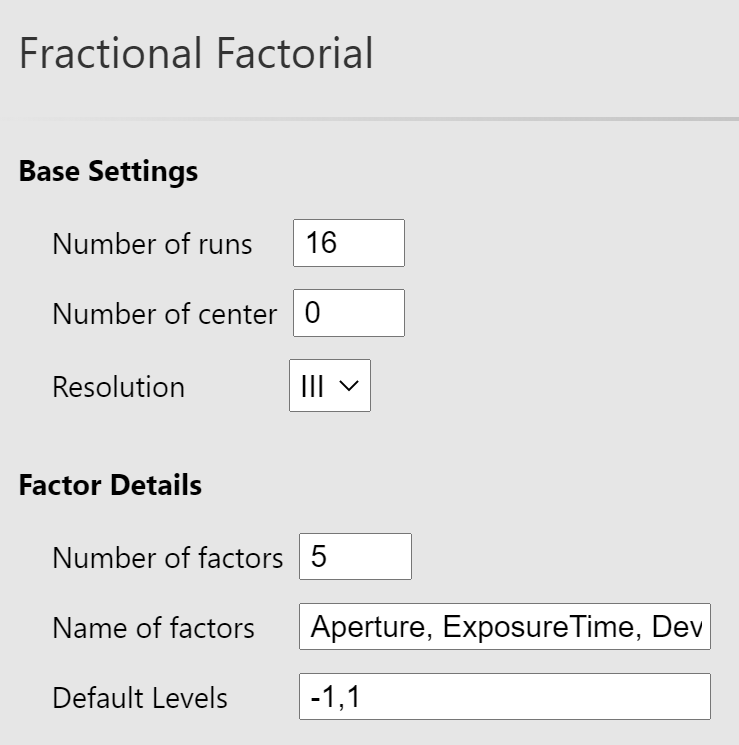 Fractional Factorial
Base Settings
Number of runs 16
Number of center 0
Resolution III
Factor Details
Number of factors 5
Name of factors Aperture, ExposureTime, Dev
Default Levels -1,1